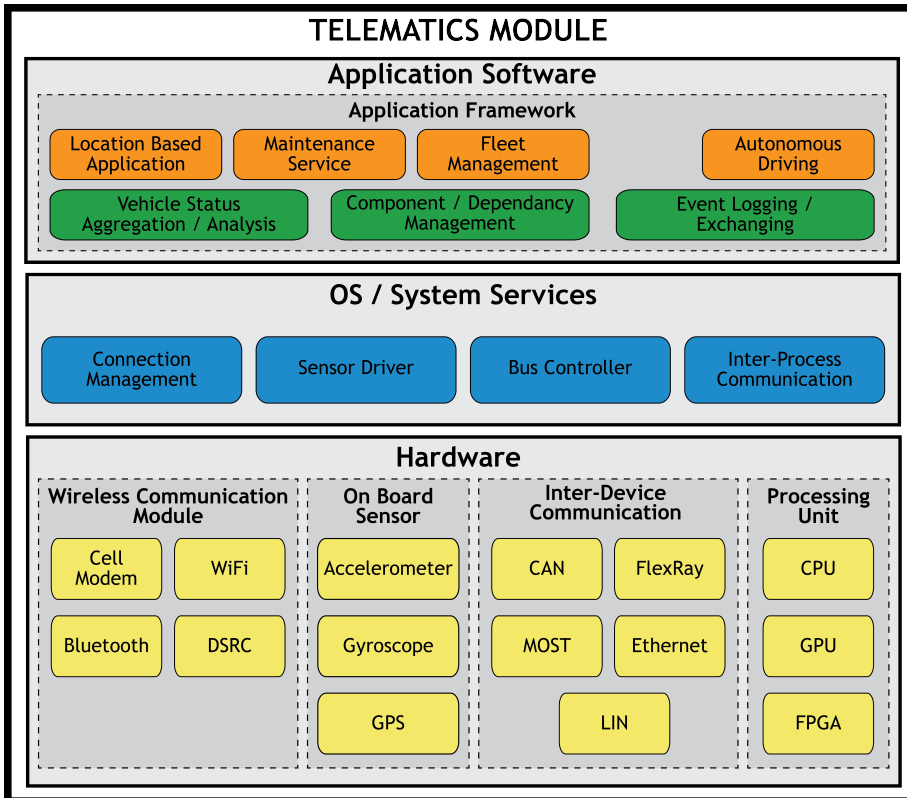 TELEMATICS MODULE
Application Software
Application Framework
Location Based
Application
Maintenance
Service
Fleet
Management
Autonomous
Driving
Vehicle Status
Aggregation / Analysis
Component / Dependancy
Management
Event Logging /
Exchanging
OS / System Services
Connection
Management
Sensor Driver
Bus Controller
Inter-Process
Communication
Hardware
Wireless Communication
Module
Cell
Modem
WiFi
Bluetooth
DSRC
On Board
Sensor
Accelerometer
Gyroscope
GPS
Inter-Device
Communication
CAN
FlexRay
MOST
Ethernet
LIN
Processing
Unit
CPU
GPU
FPGA